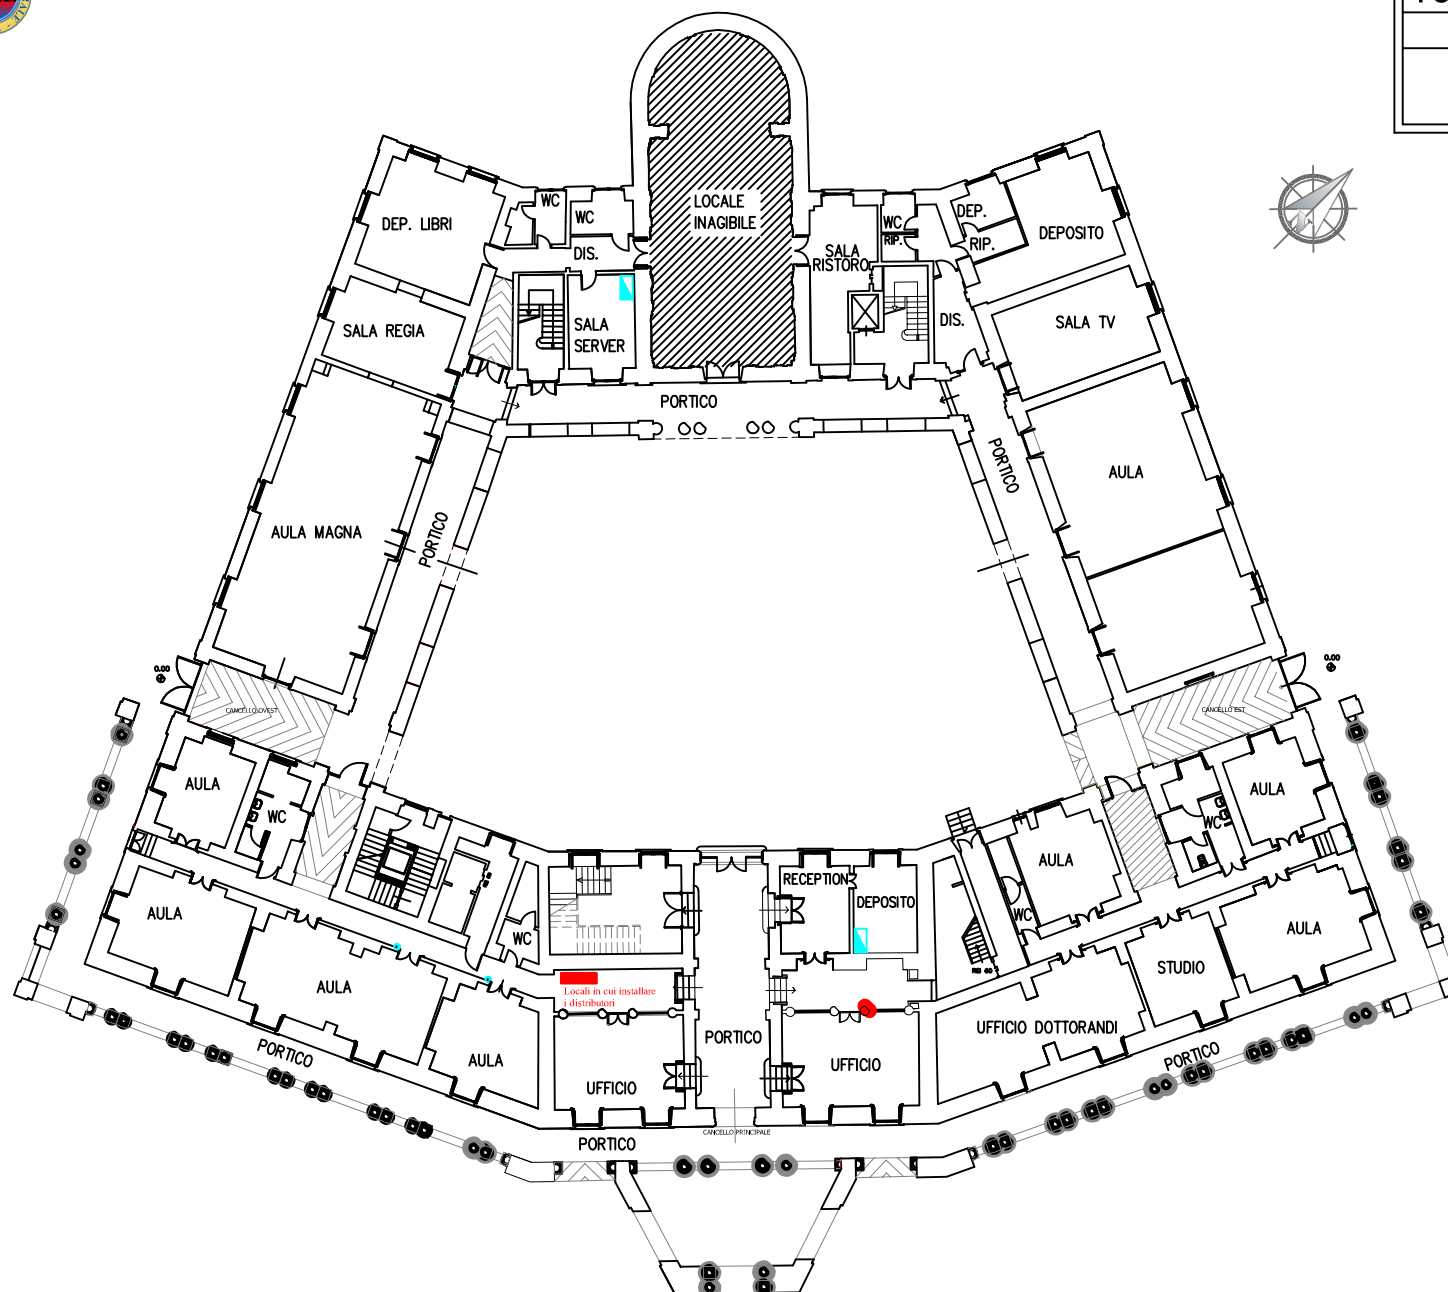 WC
WC
LOCALE
INAGIBILE
DEP. LIBRI
DIS.
WC
RIP.
SALA
RISTORO
DEP.
RIP.
DEPOSITO
SALA REGIA
SALA
SERVER
DIS.
SALA TV
PORTICO
PORTICO
AULA
AULA MAGNA
PORTICO
0.00
0.00
CANCELLO OVEST
CANCELLO EST
AULA
WC
AULA
WC
AULA
RECEPTION
DEPOSITO
AULA
WC
WC
AULA
STUDIO
REI 60
AULA
Locali in cui installare
i distributori
UFFICIO DOTTORANDI
PORTICO
PORTICO
AULA
UFFICIO
UFFICIO
PORTICO
CANCELLO PRINCIPALE
PORTICO